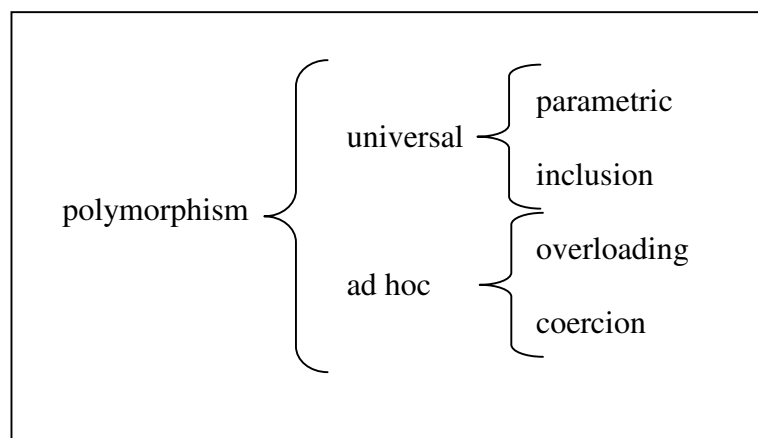 parametric
universal
inclusion
polymorphism
overloading
ad hoc
coercion